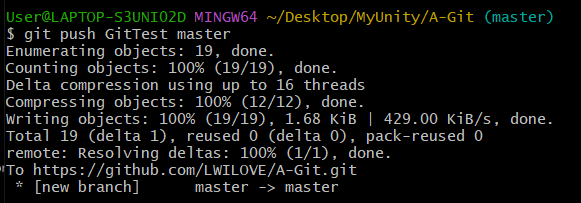 User@LAPTOP-S3UNIO2D MINGW64 ~/Desktop/MyUnity/A-Git (master)
$ git push GitTest master
Enumerating objects: 19, done.
Counting objects: 100% (19/19), done.
Delta compression using up to 16 threads
Compressing objects: 100% (12/12), done.
Writing objects: 100% (19/19), 1.68 KiB | 429.00 KiB/s, done.
Total 19 (delta 1), reused 0 (delta 0), pack-reused 0
remote: Resolving deltas: 100% (1/1), done.
To https://github.com/LWILOVE/A-Git.git
 * [new branch]      master -> master